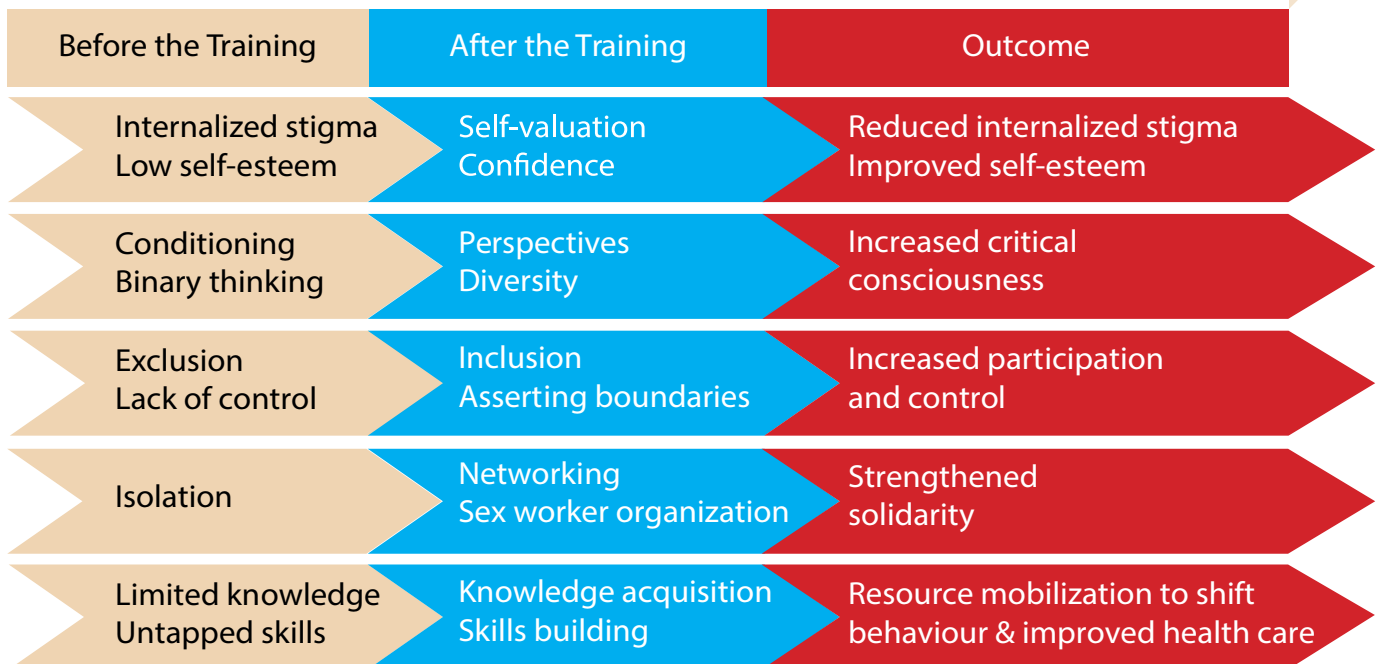 Before the Training
After the Training
Outcome
Internalized stigma
Low self-esteem
Self-valuation
Confidence
Reduced internalized stigma
Improved self-esteem
Conditioning
Binary thinking
Perspectives
Diversity
Increased critical
consciousness
Exclusion
Lack of control
Inclusion
Asserting boundaries
Increased participation
and control
Isolation
Networking
Sex worker organization
Strengthened
solidarity
Limited knowledge
Untapped skills
Knowledge acquisition
Skills building
Resource mobilization to shift
behaviour & improved health care